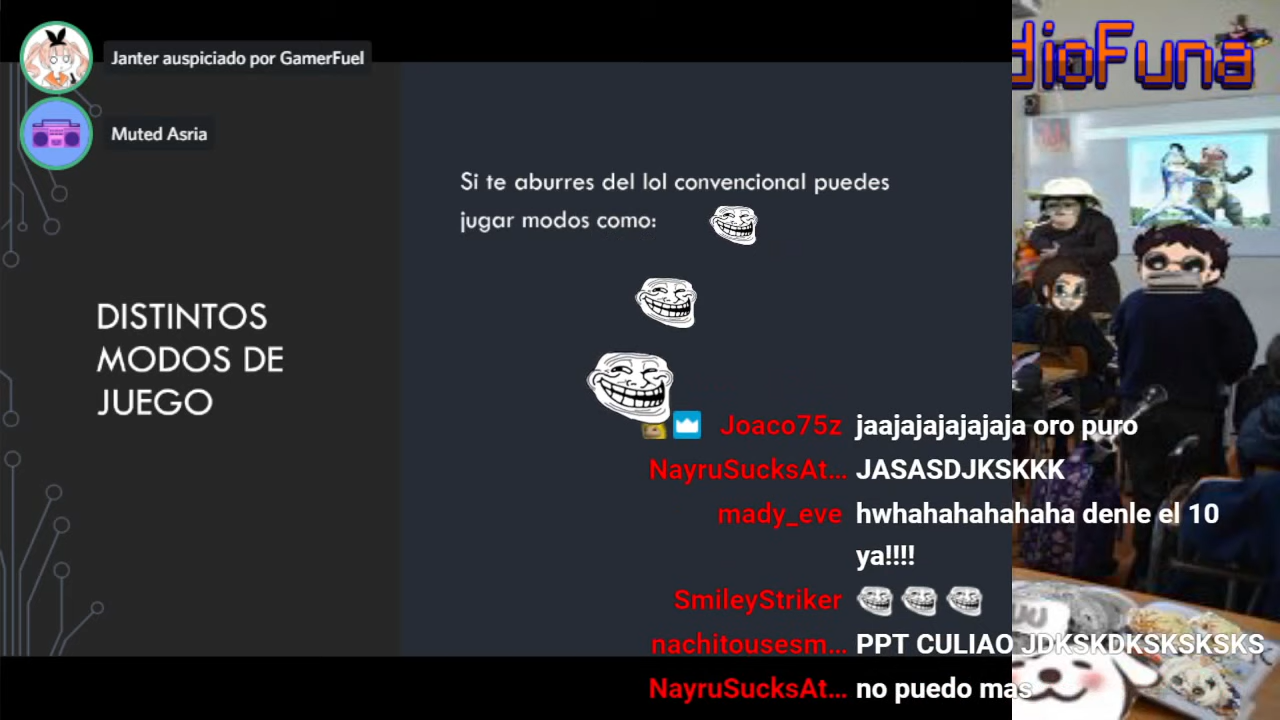 Janter auspiciado por GamerFuel
Muted Asria
dioFuna
Si te aburres del lol convencional puedes
jugar modos como:
DISTINTOS
MODOS DE
JUEGO
Joaco75z jaajajajajajaja oro puro
NayruSucksAt... JASASDJKSKKK
mady_eve hwhahahahahaha denle el 10
ya!!!!
SmileyStriker
nachitousesm... PPT CULIAO JDKSKDKSKSKSKS
NayruSucksAt... no puedo mas